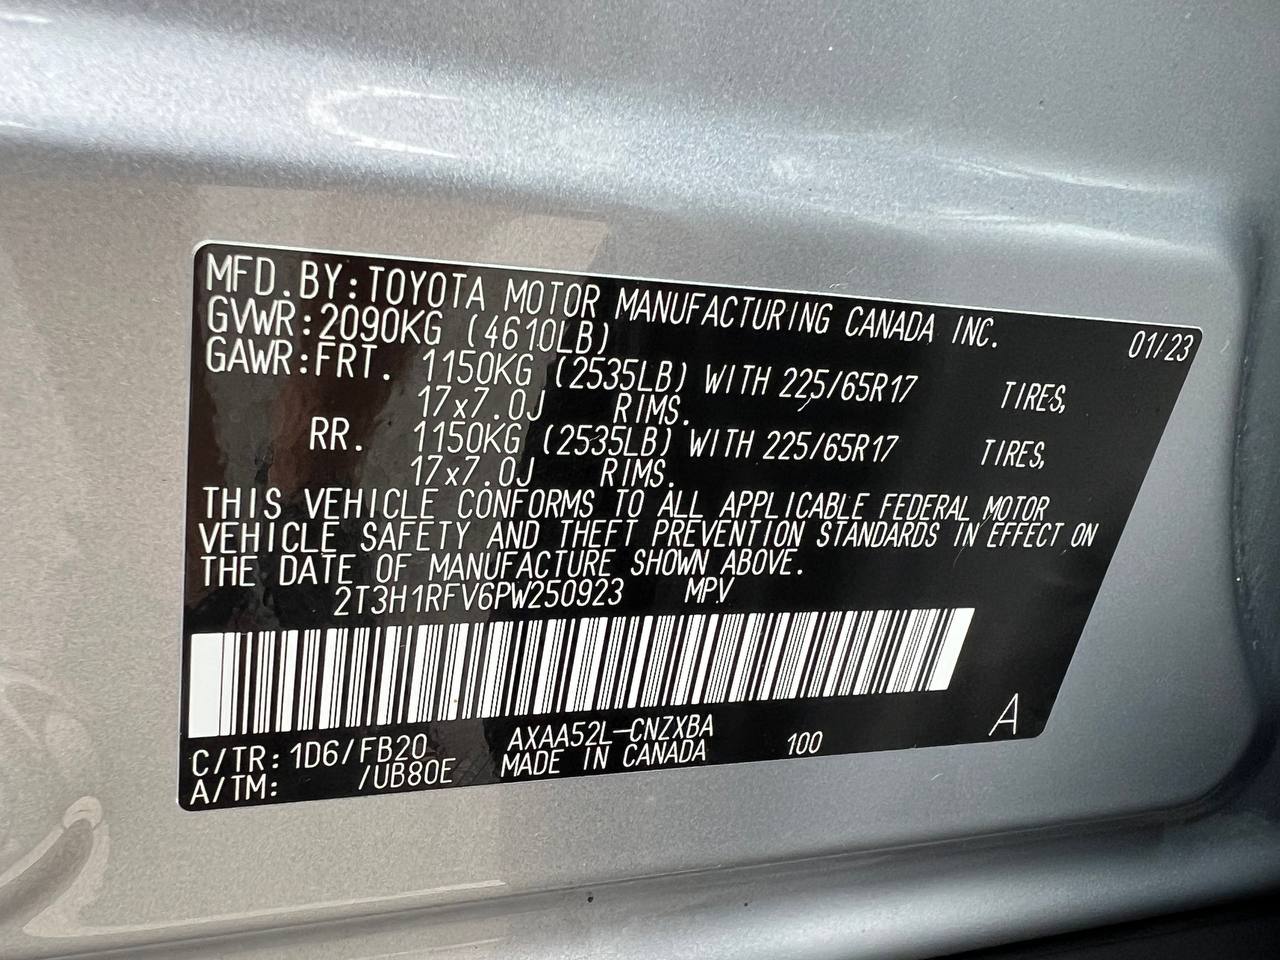 MFD.BY:TOYOTA MOTOR MANUFACTURING CANADA INC. 01/23
GVWR:2090KG (4610LB)
GAWR:FRT. 1150KG (2535LB) WITH 225/65R17 TIRES,
17x7.0J RIMS.
RR. 1150KG (2535LB) WITH 225/65R17 TIRES,
17x7.0J RIMS.
THIS VEHICLE CONFORMS TO ALL APPLICABLE FEDERAL MOTOR
VEHICLE SAFETY AND THEFT PREVENTION STANDARDS IN EFFECT ON
THE DATE OF MANUFACTURE SHOWN ABOVE.
2T3H1RFV6PW250923 MPV
C/TR:1D6/FB20 AXAA52L-CNZXBA 100 A
A/TM: /UB80E MADE IN CANADA